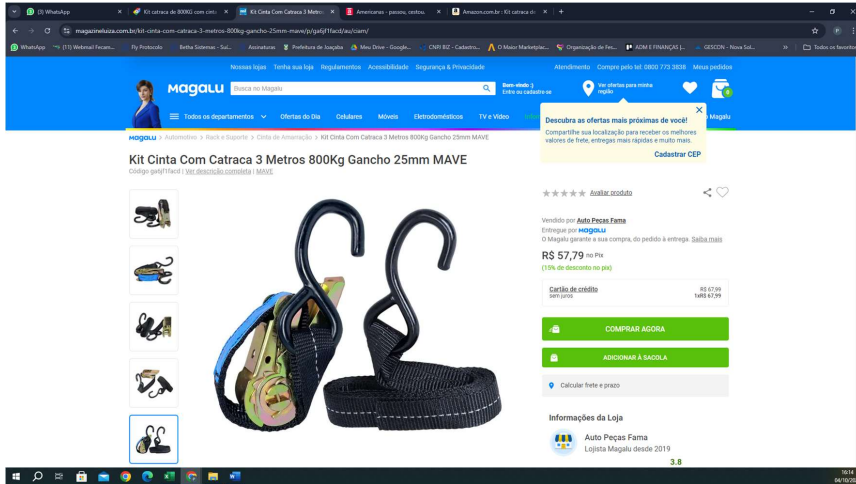 (3) WhatsApp
Kit catraca de 800KG com cinta
Kit Cinta Com Catraca 3 Metros
Americanas - passou, cestou.
Amazon.com.br : Kit catraca de
magazineluiza.com.br/kit-cinta-com-catraca-3-metros-800kg-gancho-25mm-mave/p/ga6jf1facd/au/ciam/
WhatsApp
(11) Webmail Fecam...
Fly Protocolo
Betha Sistemas - Sui...
Assinaturas
Prefeitura de Joaçaba
Meu Drive - Google...
CNPJ BIZ - Cadastro...
O Maior Marketplac...
Organização de Fes...
ADM E FINANÇAS |...
GESCON - Nova Sol...
Todos os favoritos
Nossas lojas Tenha sua loja Regulamentos Acessibilidade Segurança & Privacidade
Atendimento Compre pelo tel: 0800 773 3838 Meus pedidos
Magalu
Busca no Magalu
Bem-vindo :)
Entre ou cadastre-se
Ver ofertas para minha
região
0
Todos os departamentos Ofertas do Dia Celulares Móveis Eletrodomésticos TV e Vídeo
Magalu
Descubra as ofertas mais próximas de você!
Compartilhe sua localização para receber os melhores
valores de frete, entregas mais rápidas e muito mais.
Cadastrar CEP
Magalu > Automotivo > Rack e Suporte > Cinta de Amarração > Kit Cinta Com Catraca 3 Metros 800Kg Gancho 25mm MAVE
Kit Cinta Com Catraca 3 Metros 800Kg Gancho 25mm MAVE
Código ga6jf1facd | Ver descrição completa | MAVE
Avaliar produto
Vendido por Auto Peças Fama
Entregue por Magalu
O Magalu garante a sua compra, do pedido à entrega. Saiba mais
R$ 57,79 no Pix
(15% de desconto no pix)
Cartão de crédito R$ 67,99
sem juros 1xR$ 67,99
COMPRAR AGORA
ADICIONAR À SACOLA
Calcular frete e prazo
Informações da Loja
Auto Peças Fama
Lojista Magalu desde 2019
3.8
16:14